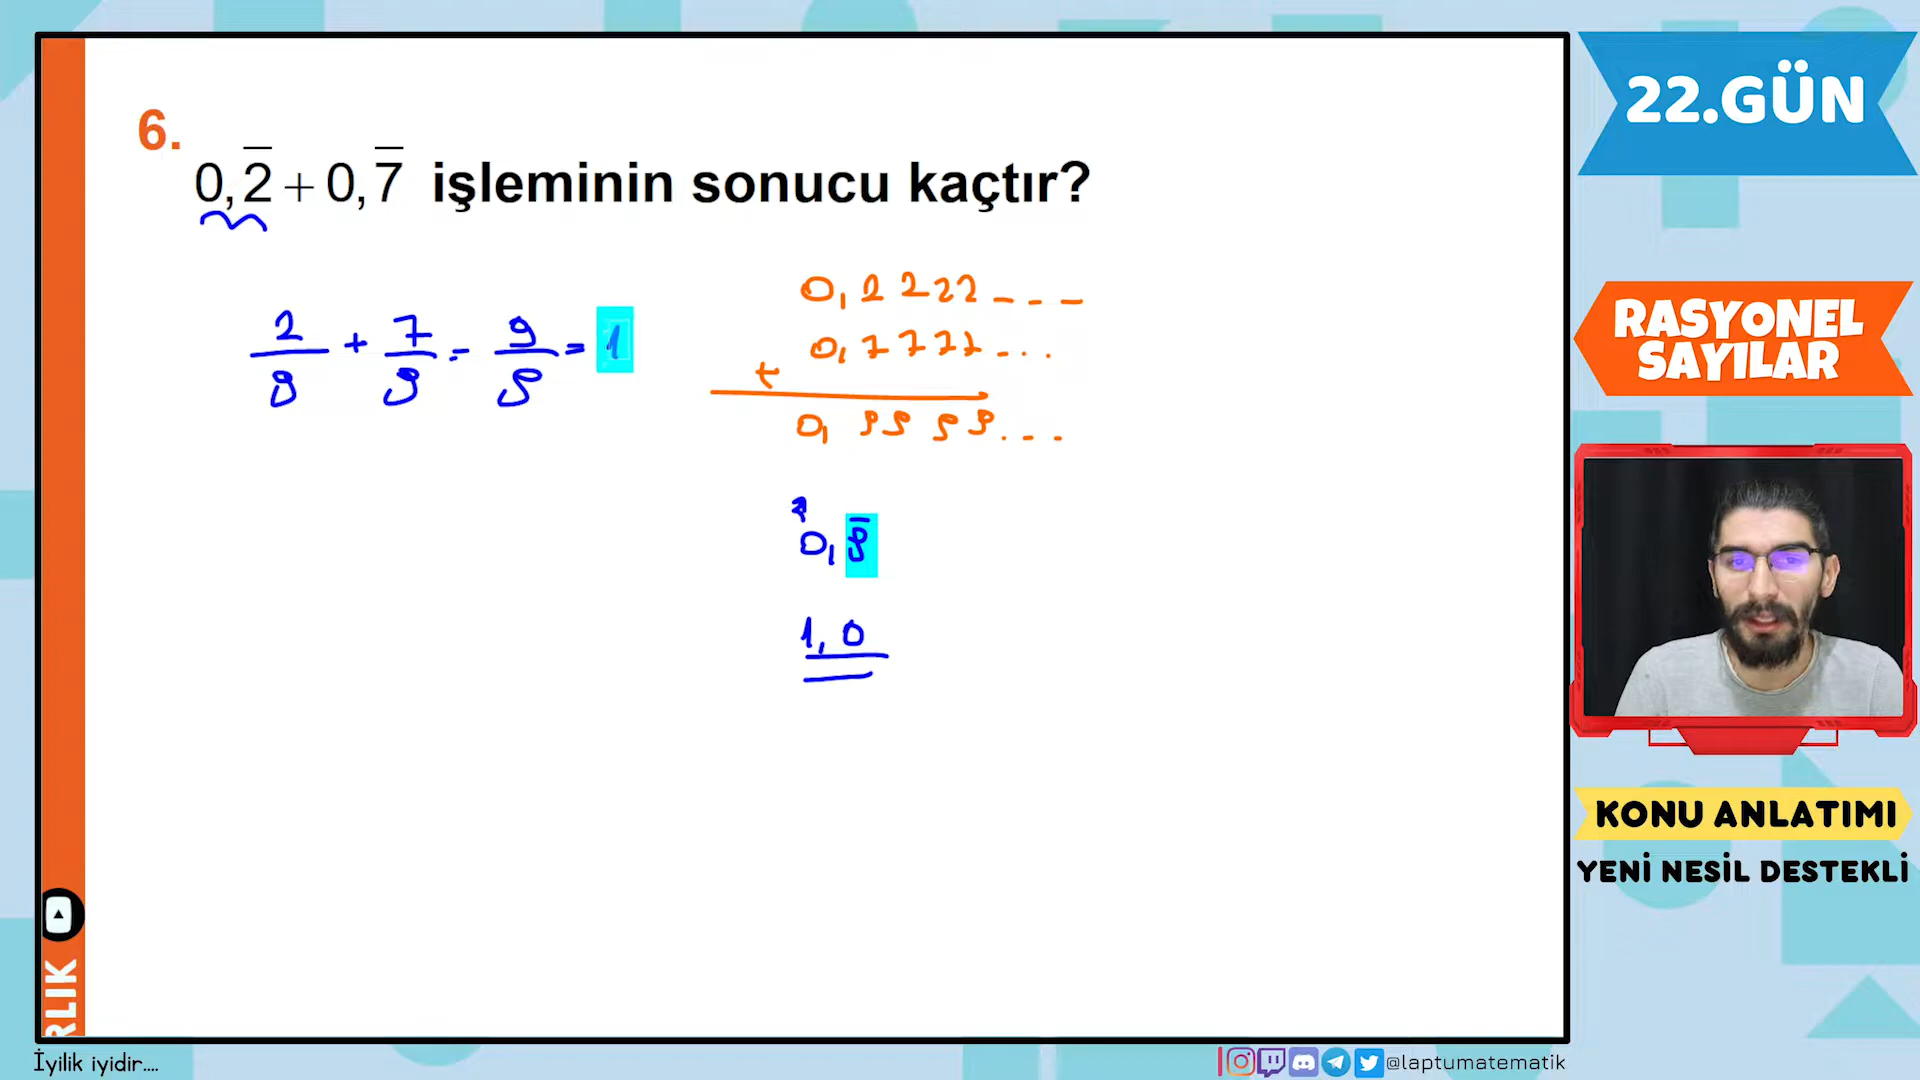 22.GÜN
6.
0,2̅ + 0,7̅ işleminin sonucu kaçtır?
2/9 + 7/9 = 9/9 = 1
0,2222...
0,7777...
+
0,9999...
0,9̅
1,0
RASYONEL
SAYILAR
KONU ANLATIMI
YENİ NESİL DESTEKLİ
RLIK
İyilik iyidir....
@laptumatematik